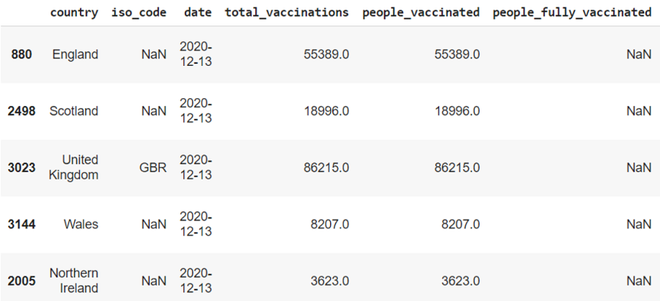 country iso_code date total_vaccinations people_vaccinated people_fully_vaccinated
880 England NaN 2020-
12-13 55389.0 55389.0 NaN
2498 Scotland NaN 2020-
12-13 18996.0 18996.0 NaN
3023 United
Kingdom GBR 2020-
12-13 86215.0 86215.0 NaN
3144 Wales NaN 2020-
12-13 8207.0 8207.0 NaN
2005 Northern
Ireland NaN 2020-
12-13 3623.0 3623.0 NaN